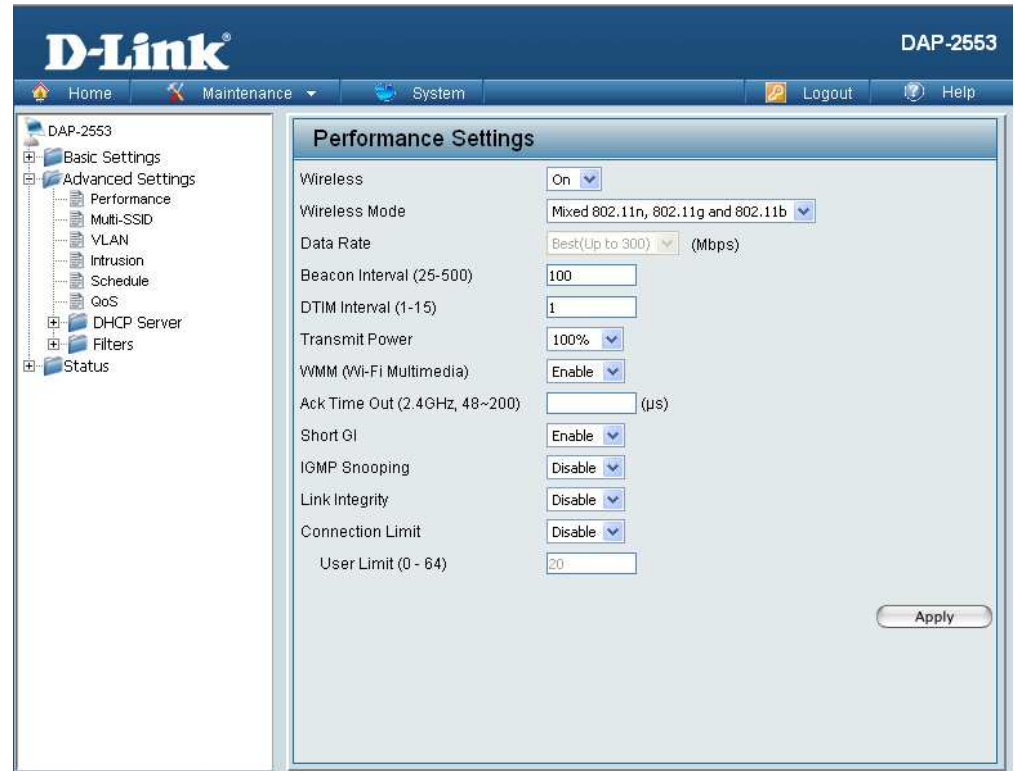 D-Link®
DAP-2553
Home Maintenance System Logout Help
DAP-2553
Basic Settings
Advanced Settings
Performance
Multi-SSID
VLAN
Intrusion
Schedule
QoS
DHCP Server
Filters
Status
Performance Settings
Wireless On
Wireless Mode Mixed 802.11n, 802.11g and 802.11b
Data Rate Best(Up to 300) (Mbps)
Beacon Interval (25-500) 100
DTIM Interval (1-15) 1
Transmit Power 100%
WMM (Wi-Fi Multimedia) Enable
Ack Time Out (2.4GHz, 48~200) (µs)
Short GI Enable
IGMP Snooping Disable
Link Integrity Disable
Connection Limit Disable
User Limit (0 - 64) 20
Apply